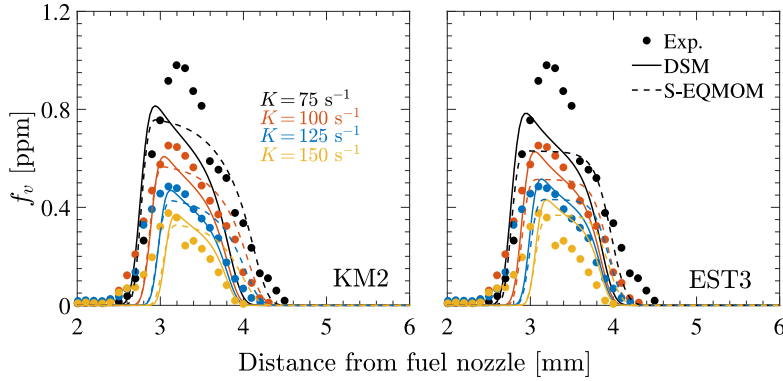 1.2
0.8
0.4
0
f_v [ppm]
K = 75 s⁻¹
K = 100 s⁻¹
K = 125 s⁻¹
K = 150 s⁻¹
KM2
2 3 4 5 6
Exp.
DSM
S-EQMOM
EST3
2 3 4 5 6
Distance from fuel nozzle [mm]